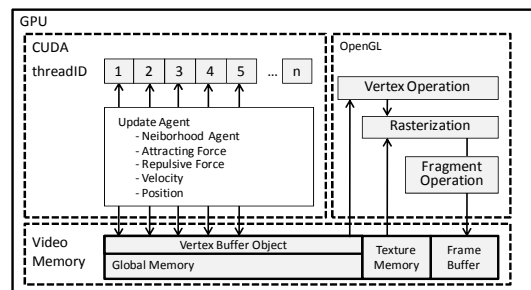 GPU
CUDA
threadID 1 2 3 4 5 ... n
Update Agent
- Neiborhood Agent
- Attracting Force
- Repulsive Force
- Velocity
- Position
OpenGL
Vertex Operation
Rasterization
Fragment
Operation
Video
Memory
Vertex Buffer Object
Global Memory
Texture
Memory
Frame
Buffer